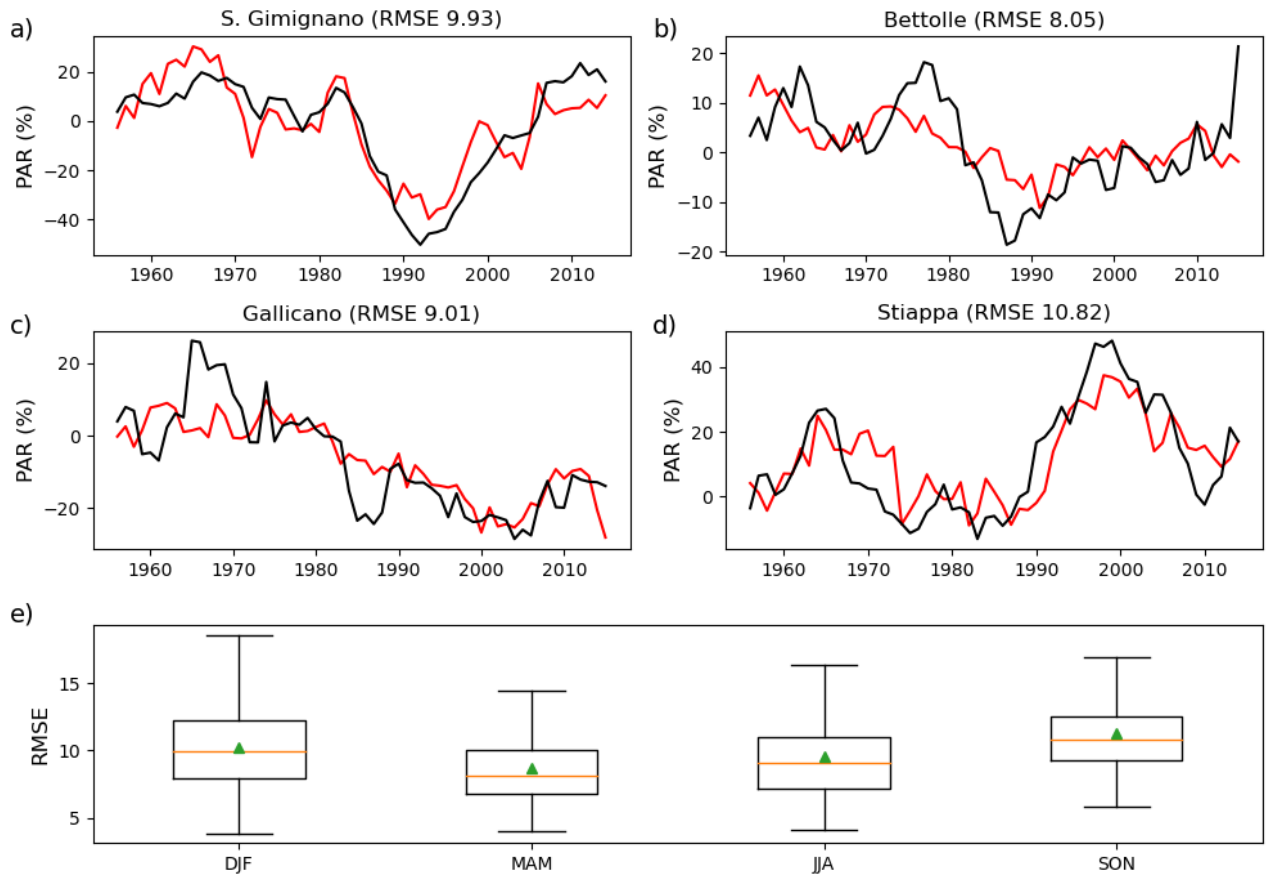 a)
S. Gimignano (RMSE 9.93)
PAR (%)
20
0
−20
−40
1960 1970 1980 1990 2000 2010
b)
Bettolle (RMSE 8.05)
PAR (%)
20
10
0
−10
−20
1960 1970 1980 1990 2000 2010
c)
Gallicano (RMSE 9.01)
PAR (%)
20
0
−20
1960 1970 1980 1990 2000 2010
d)
Stiappa (RMSE 10.82)
PAR (%)
40
20
0
1960 1970 1980 1990 2000 2010
e)
RMSE
15
10
5
DJF MAM JJA SON